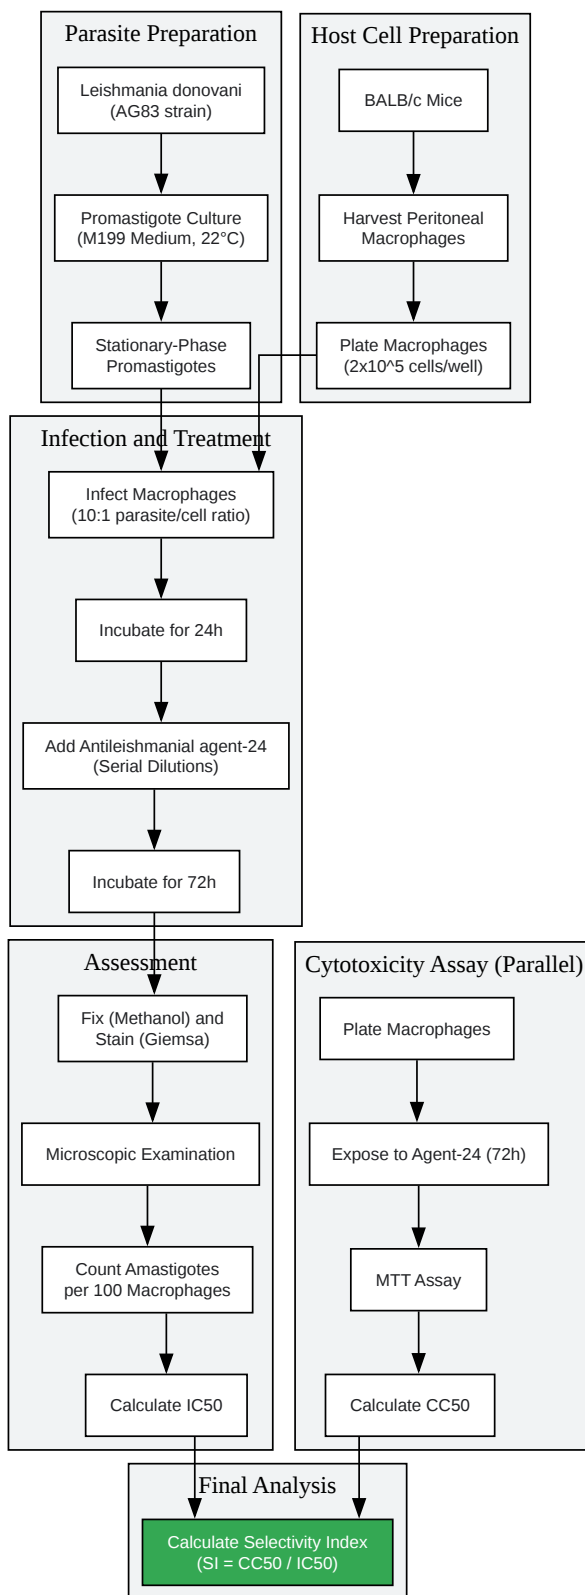 Parasite Preparation
Leishmania donovani
(AG83 strain)
Promastigote Culture
(M199 Medium, 22°C)
Stationary-Phase
Promastigotes
Host Cell Preparation
BALB/c Mice
Harvest Peritoneal
Macrophages
Plate Macrophages
(2x10^5 cells/well)
Infection and Treatment
Infect Macrophages
(10:1 parasite/cell ratio)
Incubate for 24h
Add Antileishmanial agent-24
(Serial Dilutions)
Incubate for 72h
Assessment
Fix (Methanol) and
Stain (Giemsa)
Microscopic Examination
Count Amastigotes
per 100 Macrophages
Calculate IC50
Cytotoxicity Assay (Parallel)
Plate Macrophages
Expose to Agent-24 (72h)
MTT Assay
Calculate CC50
Final Analysis
Calculate Selectivity Index
(SI = CC50 / IC50)